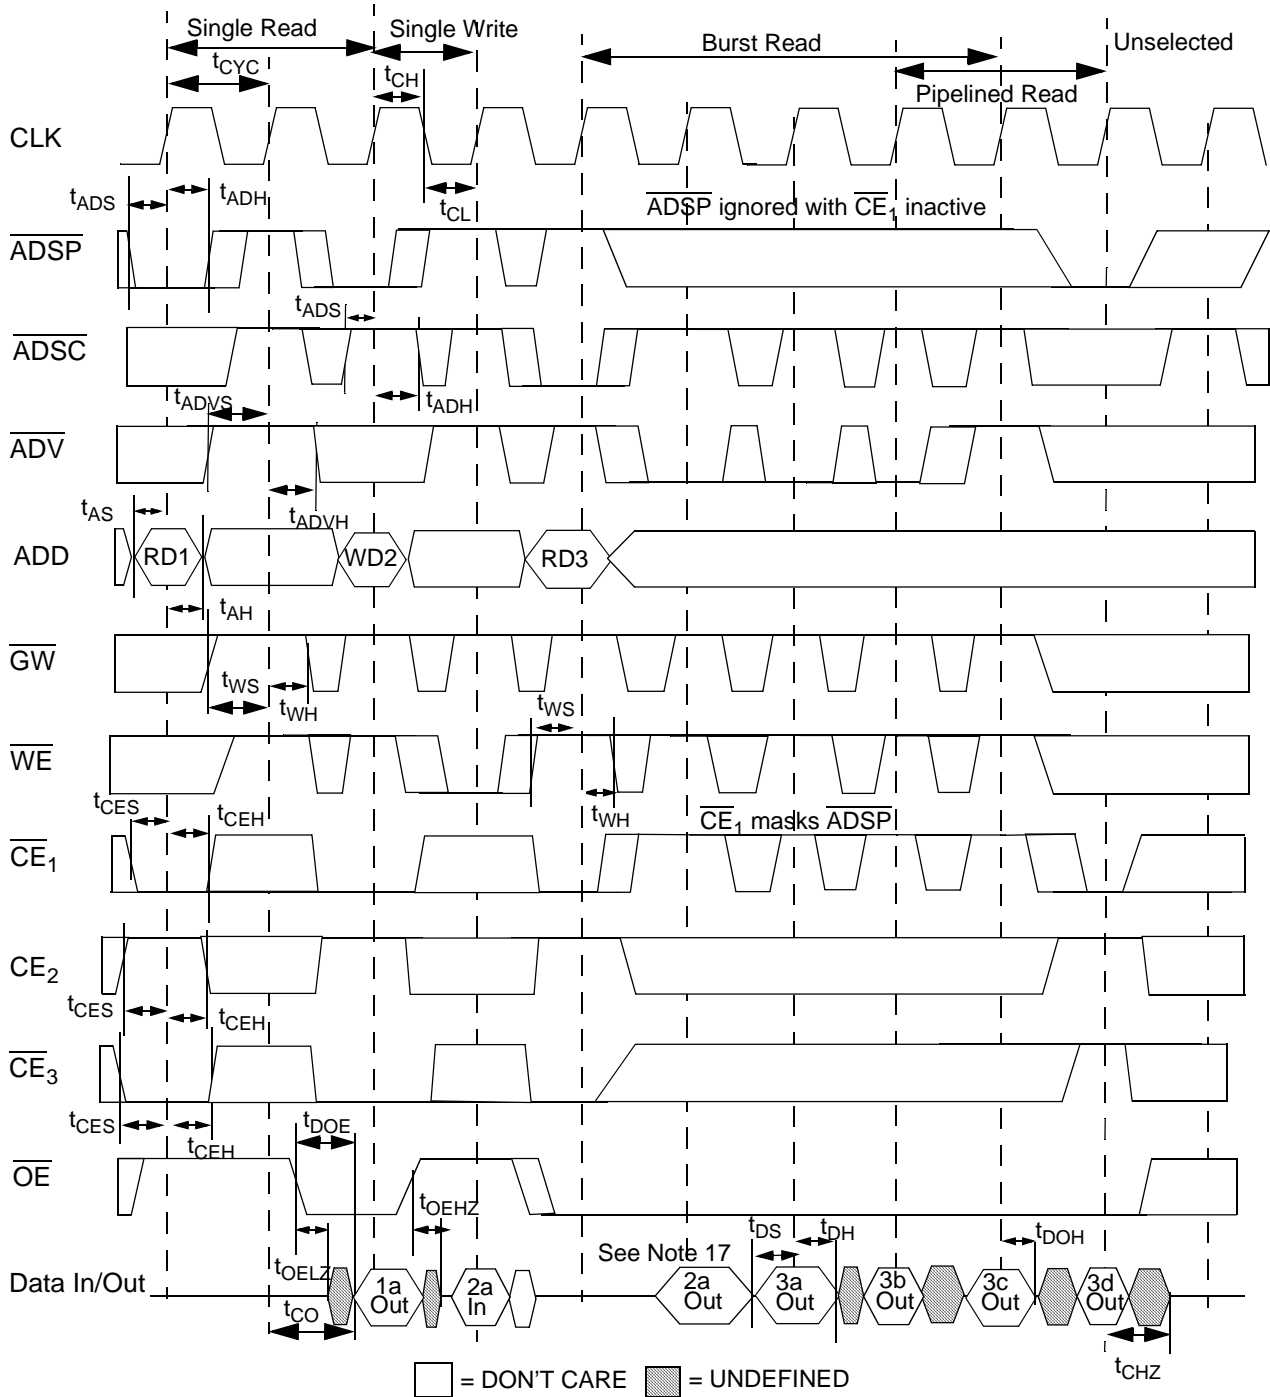 Single Read
Single Write
Burst Read
Unselected
tCYC
tCH
Pipelined Read
CLK
tADS
tADH
tCL
ADSP ignored with CE1 inactive
ADSP
tADS
ADSC
tADVS
tADH
ADV
tAS
tADVH
ADD
RD1
WD2
RD3
tAH
GW
tWS
tWH
tWS
WE
tCES
tCEH
tWH
CE1 masks ADSP
CE1
CE2
tCES
tCEH
CE3
tCES
tCEH
tDOE
OE
tOEHZ
See Note 17
tDS
tDH
tDOH
Data In/Out
tOELZ
1a
Out
2a
In
2a
Out
3a
Out
3b
Out
3c
Out
3d
Out
tCO
tCHZ
= DON'T CARE
= UNDEFINED